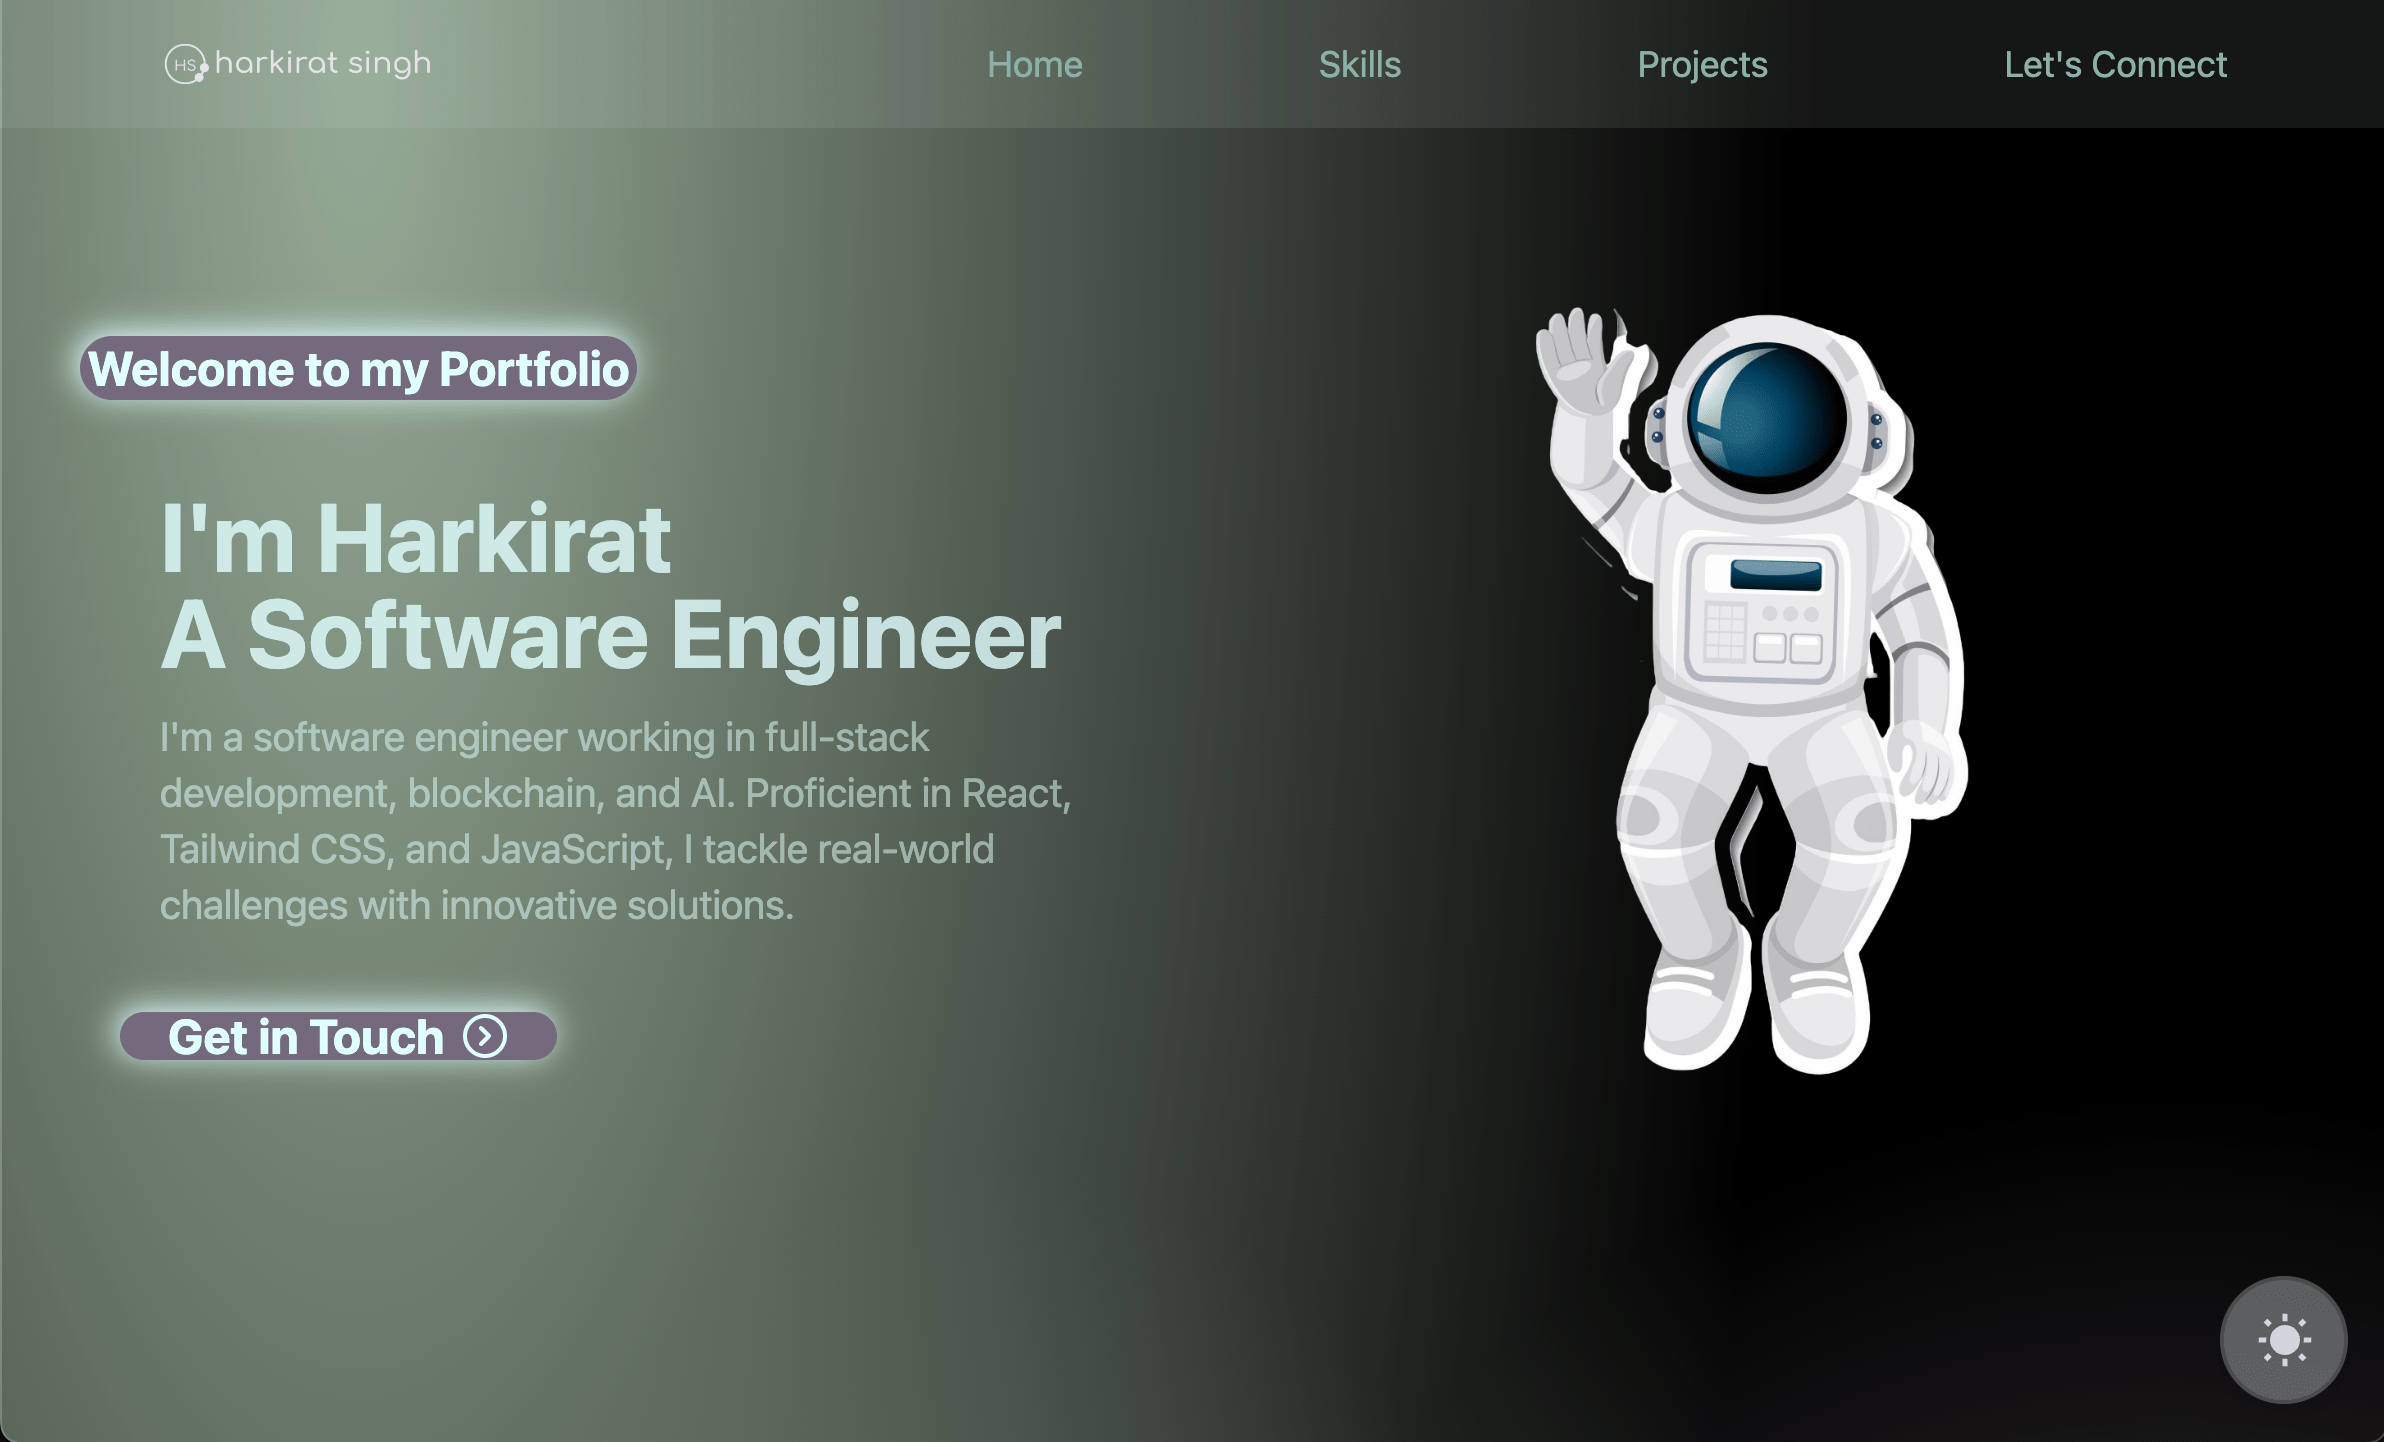 HS harkirat singh
Home
Skills
Projects
Let's Connect
Welcome to my Portfolio
I'm Harkirat
A Software Engineer
I'm a software engineer working in full-stack
development, blockchain, and AI. Proficient in React,
Tailwind CSS, and JavaScript, I tackle real-world
challenges with innovative solutions.
Get in Touch